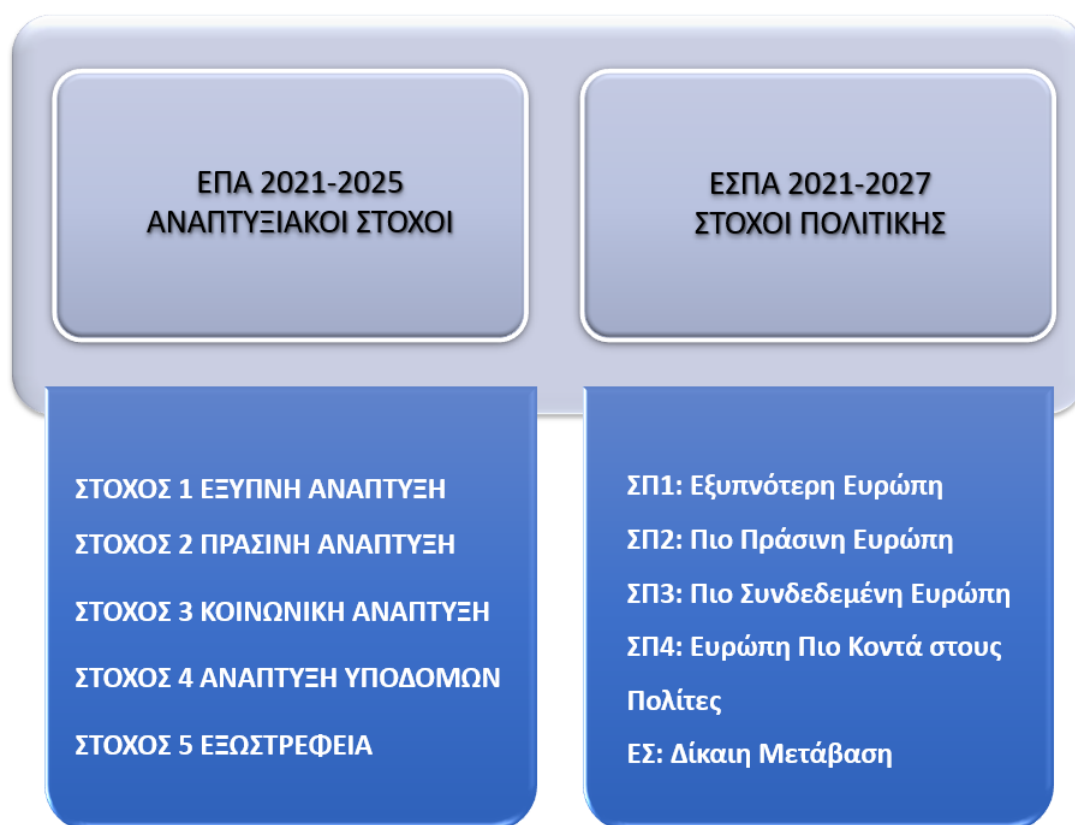 ΕΠΑ 2021-2025
ΑΝΑΠΤΥΞΙΑΚΟΙ ΣΤΟΧΟΙ
ΣΤΟΧΟΣ 1 ΕΞΥΠΝΗ ΑΝΑΠΤΥΞΗ
ΣΤΟΧΟΣ 2 ΠΡΑΣΙΝΗ ΑΝΑΠΤΥΞΗ
ΣΤΟΧΟΣ 3 ΚΟΙΝΩΝΙΚΗ ΑΝΑΠΤΥΞΗ
ΣΤΟΧΟΣ 4 ΑΝΑΠΤΥΞΗ ΥΠΟΔΟΜΩΝ
ΣΤΟΧΟΣ 5 ΕΞΩΣΤΡΕΦΕΙΑ
ΕΣΠΑ 2021-2027
ΣΤΟΧΟΙ ΠΟΛΙΤΙΚΗΣ
ΣΠ1: Εξυπνότερη Ευρώπη
ΣΠ2: Πιο Πράσινη Ευρώπη
ΣΠ3: Πιο Συνδεδεμένη Ευρώπη
ΣΠ4: Ευρώπη Πιο Κοντά στους
Πολίτες
ΕΣ: Δίκαιη Μετάβαση